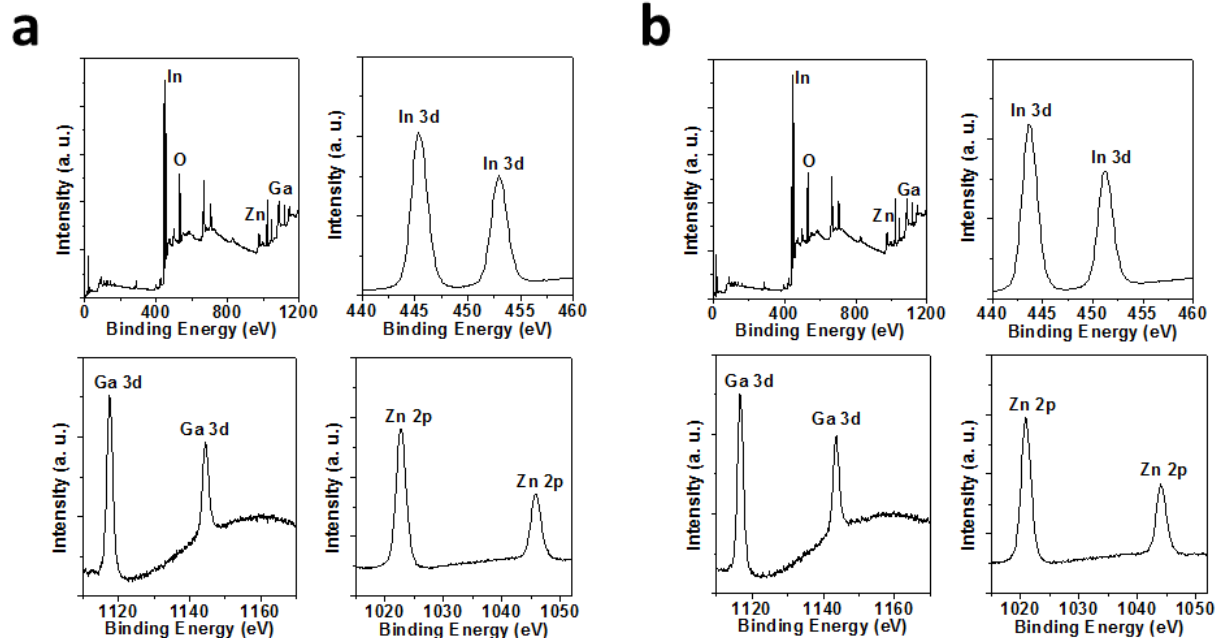 a
In
O
Zn
Ga
Intensity (a. u.)
0 400 800 1200
Binding Energy (eV)
In 3d
In 3d
Intensity (a. u.)
440 445 450 455 460
Binding Energy (eV)
Ga 3d
Ga 3d
Intensity (a. u.)
1120 1140 1160
Binding Energy (eV)
Zn 2p
Zn 2p
Intensity (a. u.)
1020 1030 1040 1050
Binding Energy (eV)
b
In
O
Zn
Ga
Intensity (a. u.)
0 400 800 1200
Binding Energy (eV)
In 3d
In 3d
Intensity (a. u.)
440 445 450 455 460
Binding Energy (eV)
Ga 3d
Ga 3d
Intensity (a. u.)
1120 1140 1160
Binding Energy (eV)
Zn 2p
Zn 2p
Intensity (a. u.)
1020 1030 1040 1050
Binding Energy (eV)